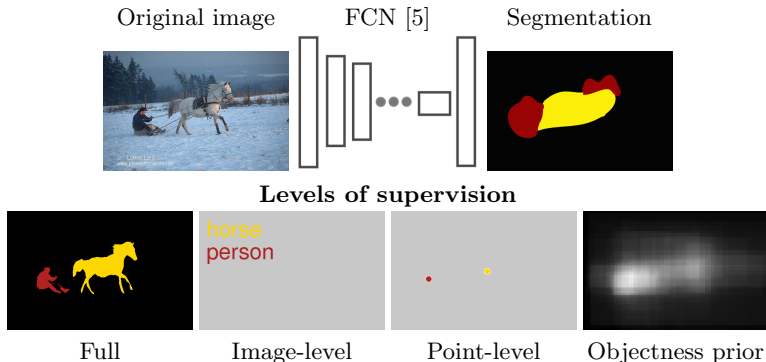 Original image
FCN [5]
Segmentation
Levels of supervision
horse
person
Full
Image-level
Point-level
Objectness prior